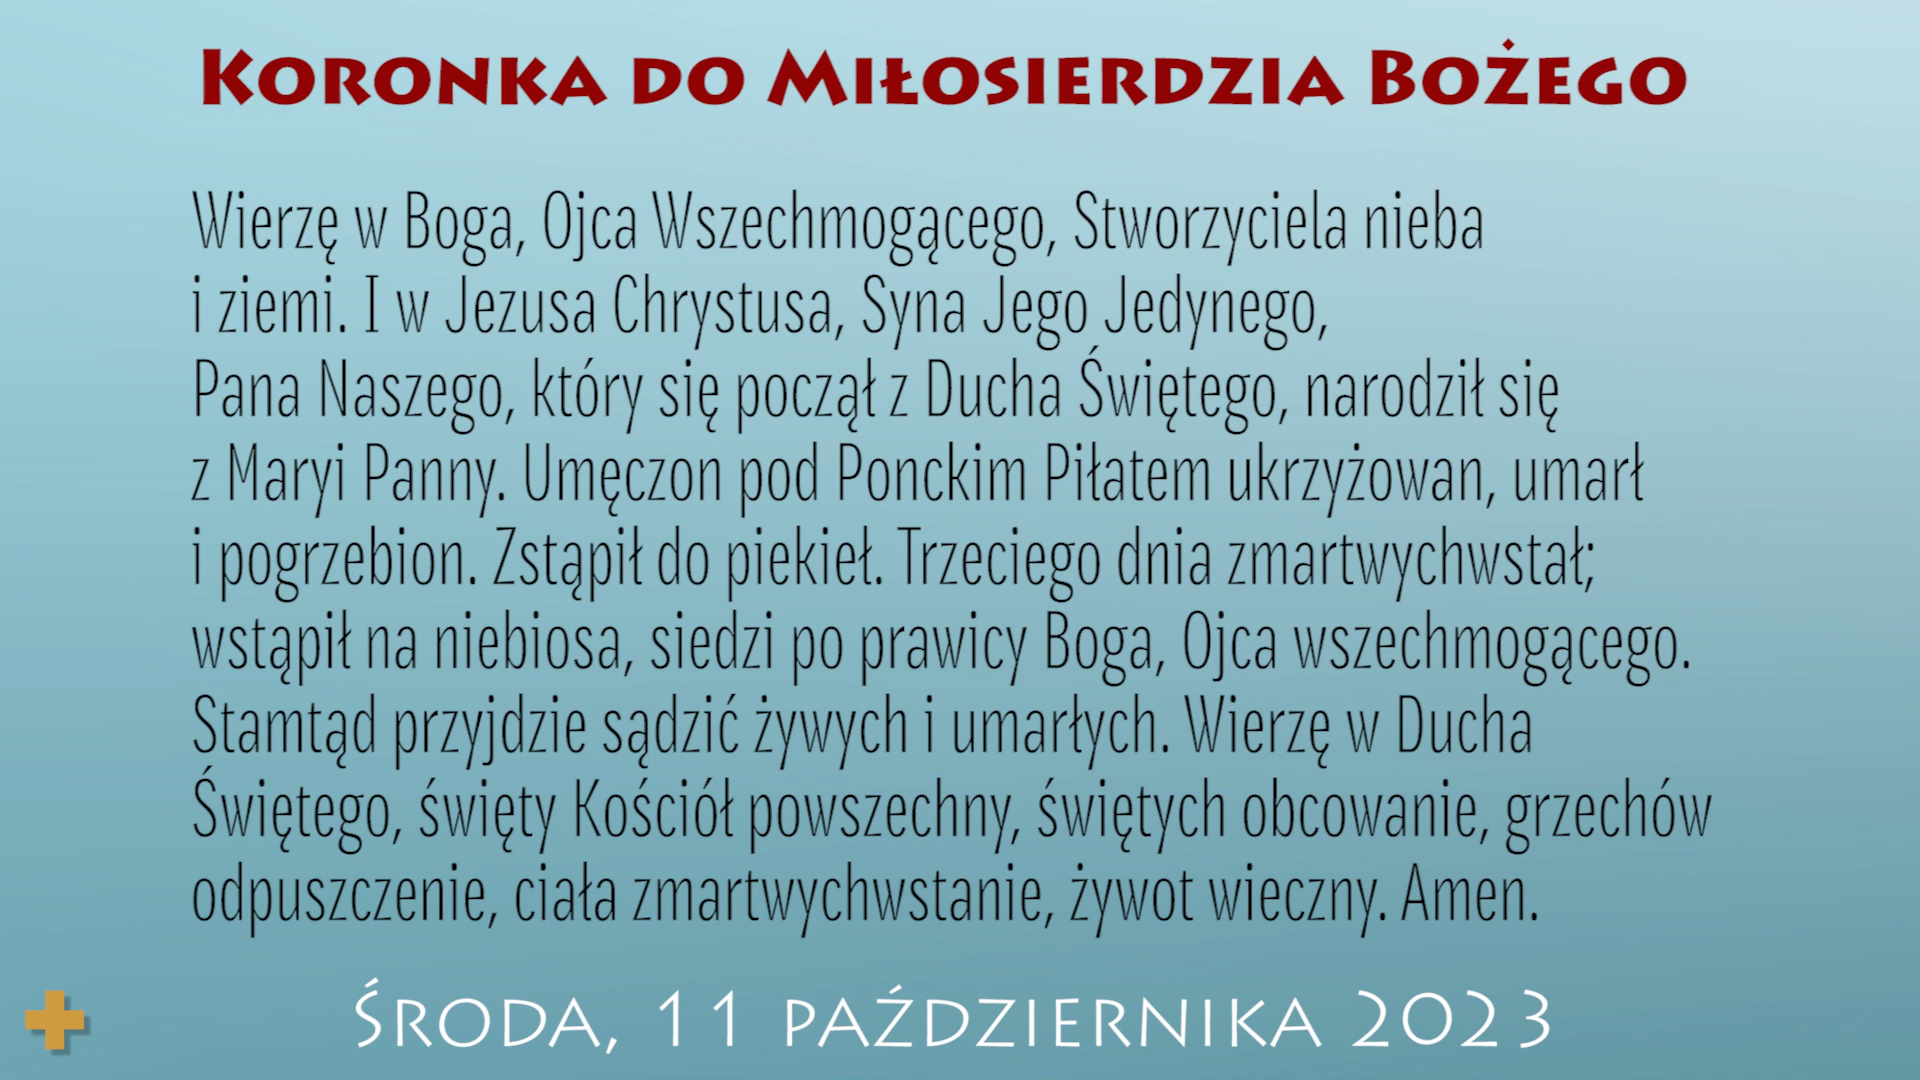 Koronka do Miłosierdzia Bożego
Wierzę w Boga, Ojca Wszechmogącego, Stworzyciela nieba
i ziemi. I w Jezusa Chrystusa, Syna Jego Jedynego,
Pana Naszego, który się począł z Ducha Świętego, narodził się
z Maryi Panny. Umęczon pod Ponckim Piłatem ukrzyżowan, umarł
i pogrzebion. Zstąpił do piekieł. Trzeciego dnia zmartwychwstał;
wstąpił na niebiosa, siedzi po prawicy Boga, Ojca wszechmogącego.
Stamtąd przyjdzie sądzić żywych i umarłych. Wierzę w Ducha
Świętego, święty Kościół powszechny, świętych obcowanie, grzechów
odpuszczenie, ciała zmartwychwstanie, żywot wieczny. Amen.
Środa, 11 października 2023